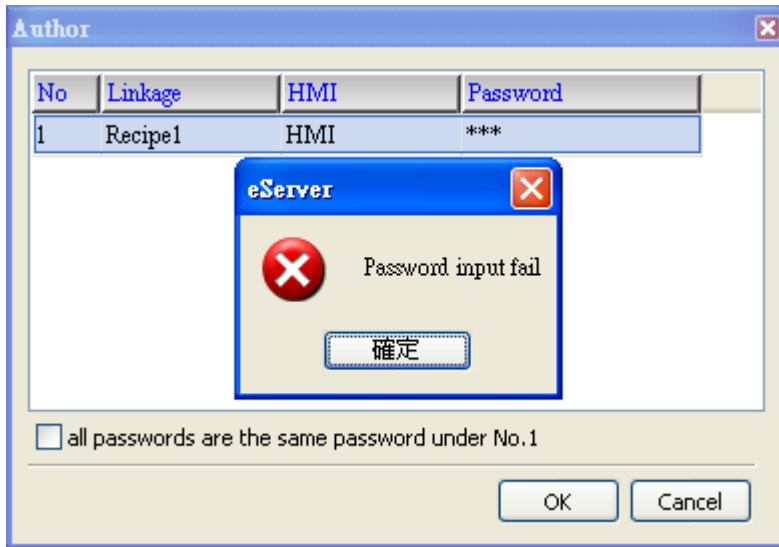 Author
No Linkage HMI Password
1 Recipe1 HMI ***
eServer
Password input fail
確定
all passwords are the same password under No.1
OK Cancel